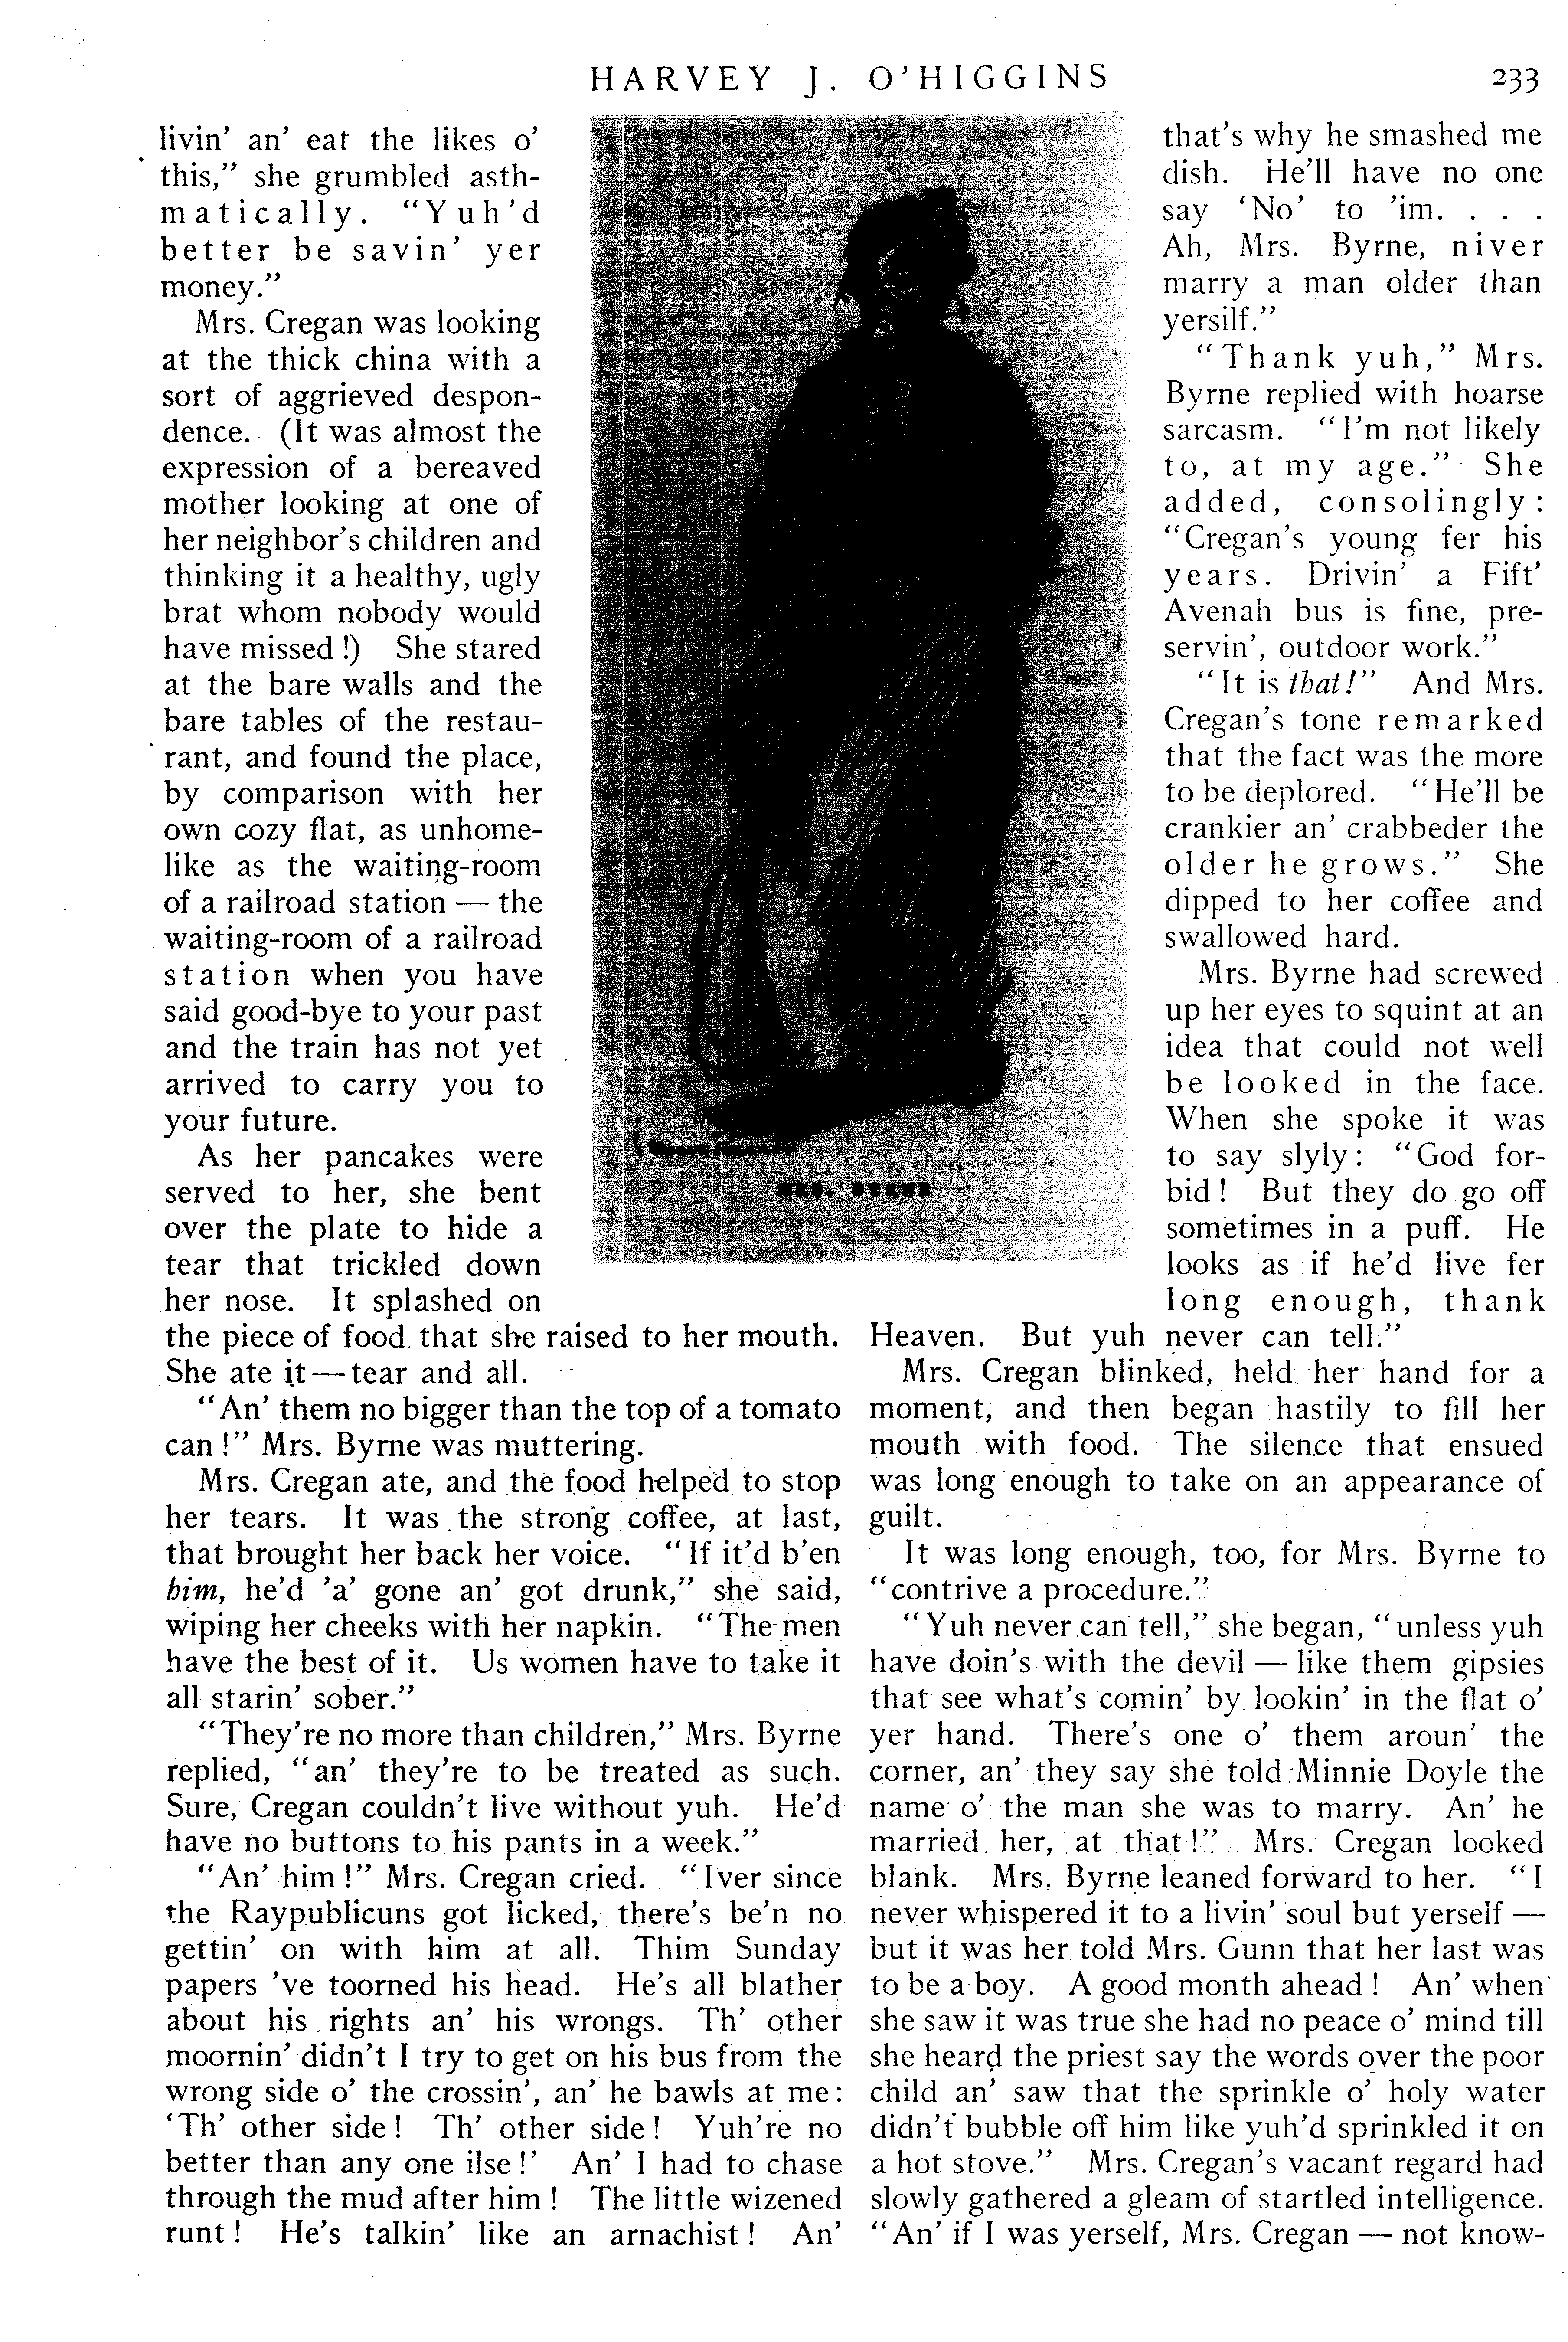 HARVEY J. O'HIGGINS
233
livin' an' eat the likes o'
this," she grumbled asth-
matically. "Yuh'd
better be savin' yer
money."
Mrs. Cregan was looking
at the thick china with a
sort of aggrieved despon-
dence. (It was almost the
expression of a bereaved
mother looking at one of
her neighbor's children and
thinking it a healthy, ugly
brat whom nobody would
have missed!) She stared
at the bare walls and the
bare tables of the restau-
rant, and found the place,
by comparison with her
own cozy flat, as unhome-
like as the waiting-room
of a railroad station — the
waiting-room of a railroad
station when you have
said good-bye to your past
and the train has not yet
arrived to carry you to
your future.
As her pancakes were
served to her, she bent
over the plate to hide a
tear that trickled down
her nose. It splashed on
the piece of food that she raised to her mouth.
She ate it — tear and all.
"An' them no bigger than the top of a tomato
can!" Mrs. Byrne was muttering.
Mrs. Cregan ate, and the food helped to stop
her tears. It was the strong coffee, at last,
that brought her back her voice. "If it'd b'en
him, he'd 'a' gone an' got drunk," she said,
wiping her cheeks with her napkin. "The men
have the best of it. Us women have to take it
all starin' sober."
"They're no more than children," Mrs. Byrne
replied, "an' they're to be treated as such.
Sure, Cregan couldn't live without yuh. He'd
have no buttons to his pants in a week."
"An' him!" Mrs. Cregan cried. "Iver since
the Raypublicuns got licked, there's be'n no
gettin' on with him at all. Thim Sunday
papers 've toorned his head. He's all blather
about his rights an' his wrongs. Th' other
moornin' didn't I try to get on his bus from the
wrong side o' the crossin', an' he bawls at me:
'Th' other side! Th' other side! Yuh're no
better than any one ilse!' An' I had to chase
through the mud after him! The little wizened
runt! He's talkin' like an arnachist! An'
MRS. BYRNE
that's why he smashed me
dish. He'll have no one
say 'No' to 'im. . . .
Ah, Mrs. Byrne, niver
marry a man older than
yersilf."
"Thank yuh," Mrs.
Byrne replied with hoarse
sarcasm. "I'm not likely
to, at my age." She
added, consolingly:
"Cregan's young fer his
years. Drivin' a Fift'
Avenah bus is fine, pre-
servin', outdoor work."
"It is that!" And Mrs.
Cregan's tone remarked
that the fact was the more
to be deplored. "He'll be
crankier an' crabbeder the
older he grows." She
dipped to her coffee and
swallowed hard.
Mrs. Byrne had screwed
up her eyes to squint at an
idea that could not well
be looked in the face.
When she spoke it was
to say slyly: "God for-
bid! But they do go off
sometimes in a puff. He
looks as if he'd live fer
long enough, thank
Heaven. But yuh never can tell."
Mrs. Cregan blinked, held her hand for a
moment, and then began hastily to fill her
mouth with food. The silence that ensued
was long enough to take on an appearance of
guilt.
It was long enough, too, for Mrs. Byrne to
"contrive a procedure."
"Yuh never can tell," she began, "unless yuh
have doin's with the devil — like them gipsies
that see what's comin' by lookin' in the flat o'
yer hand. There's one o' them aroun' the
corner, an' they say she told Minnie Doyle the
name o' the man she was to marry. An' he
married her, at that!" Mrs. Cregan looked
blank. Mrs. Byrne leaned forward to her. "I
never whispered it to a livin' soul but yerself —
but it was her told Mrs. Gunn that her last was
to be a boy. A good month ahead! An' when
she saw it was true she had no peace o' mind till
she heard the priest say the words over the poor
child an' saw that the sprinkle o' holy water
didn't bubble off him like yuh'd sprinkled it on
a hot stove." Mrs. Cregan's vacant regard had
slowly gathered a gleam of startled intelligence.
"An' if I was yerself, Mrs. Cregan — not know-